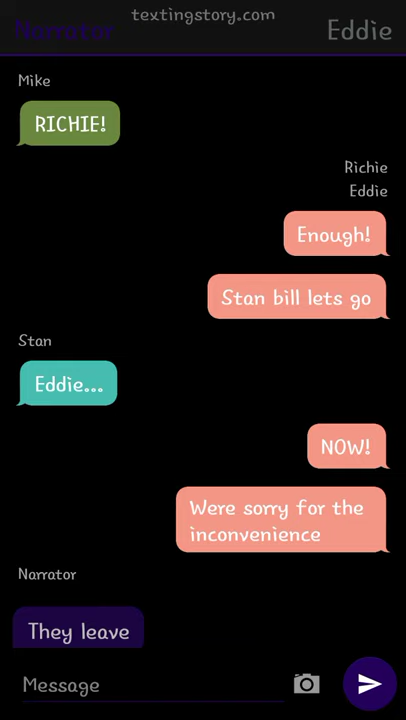 textingstory.com
Narrator
Eddie
Mike
RICHIE!
Richie
Eddie
Enough!
Stan bill lets go
Stan
Eddie...
NOW!
Were sorry for the
inconvenience
Narrator
They leave
Message